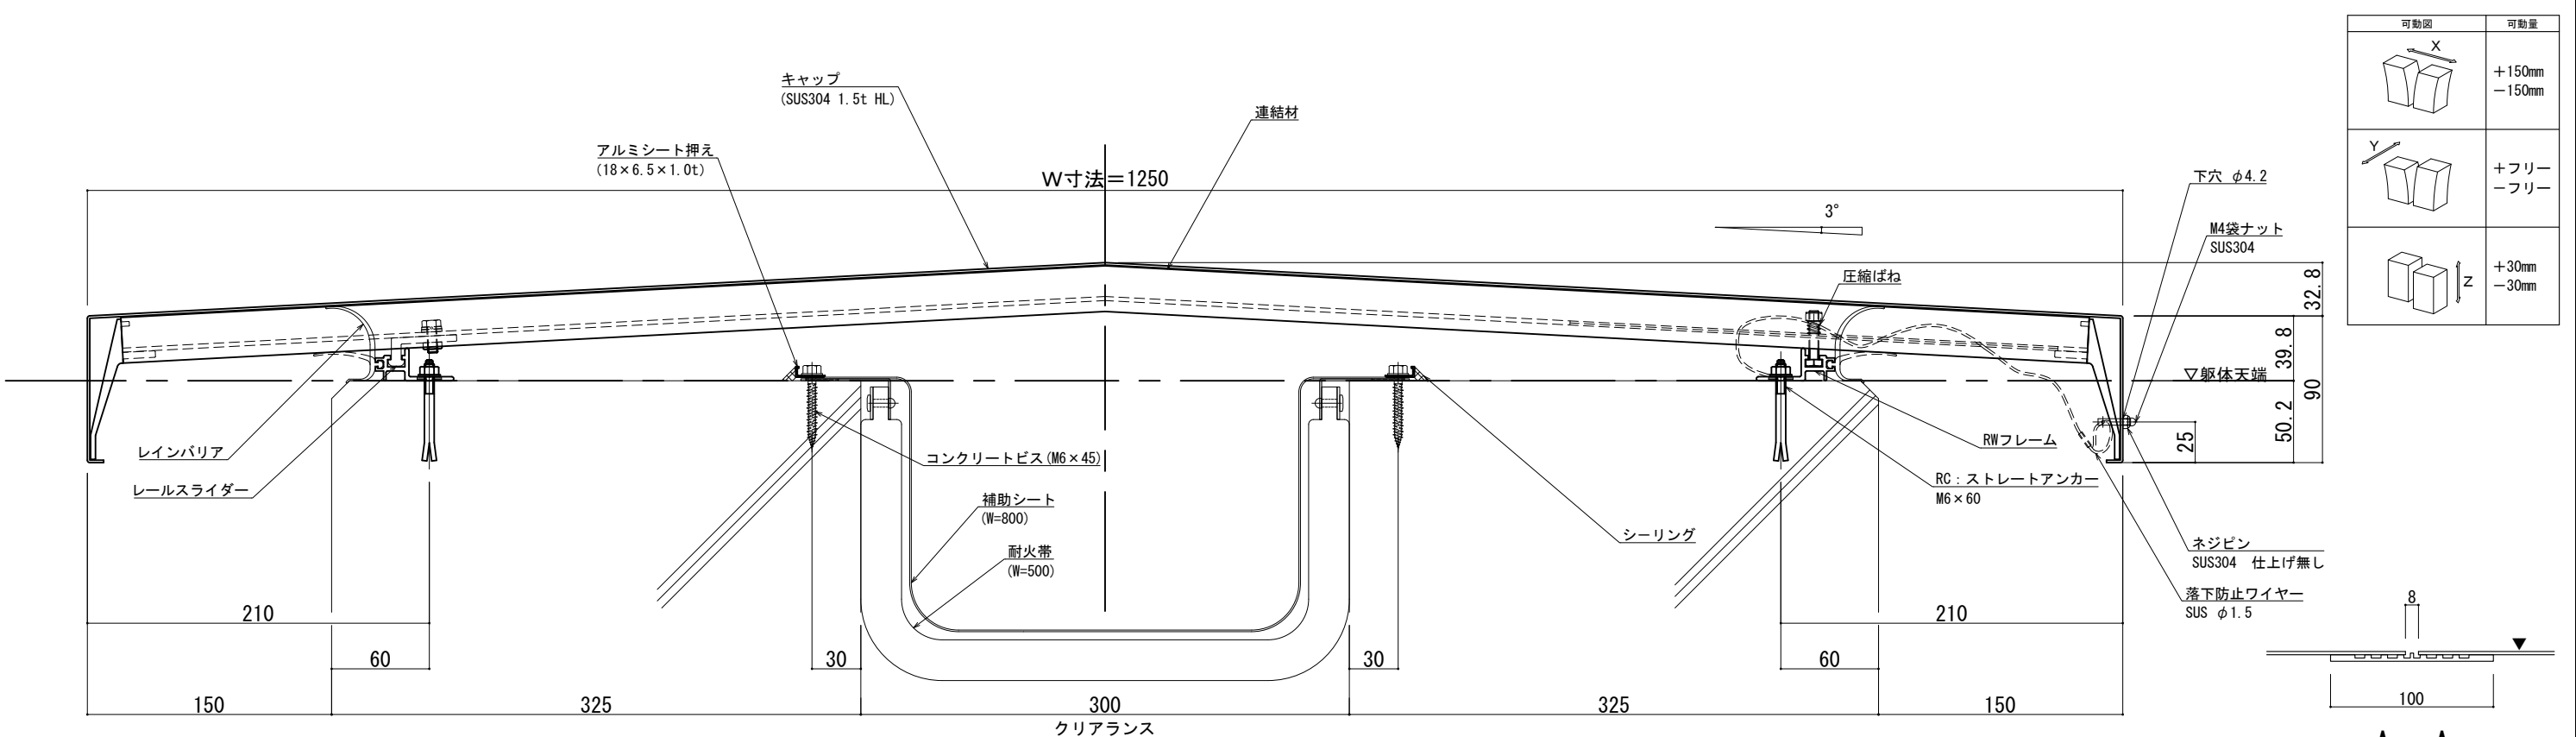 可動図 可動量
X
+150mm
-150mm
Y
+フリー
-フリー
Z
+30mm
-30mm
キャップ
(SUS304 1.5t HL)
連結材
アルミシート押え
(18×6.5×1.0t)
W寸法=1250
3°
下穴 φ4.2
M4袋ナット
SUS304
圧縮ばね
32.8
39.8
▽躯体天端
90
50.2
25
レインバリア
レールスライダー
コンクリートビス(M6×45)
補助シート
(W=800)
耐火帯
(W=500)
RWフレーム
RC：ストレートアンカー
M6×60
シーリング
ネジピン
SUS304 仕上げ無し
落下防止ワイヤー
SUS φ1.5
210
210
60
30
30
60
150
325
300
325
150
クリアランス
8
100